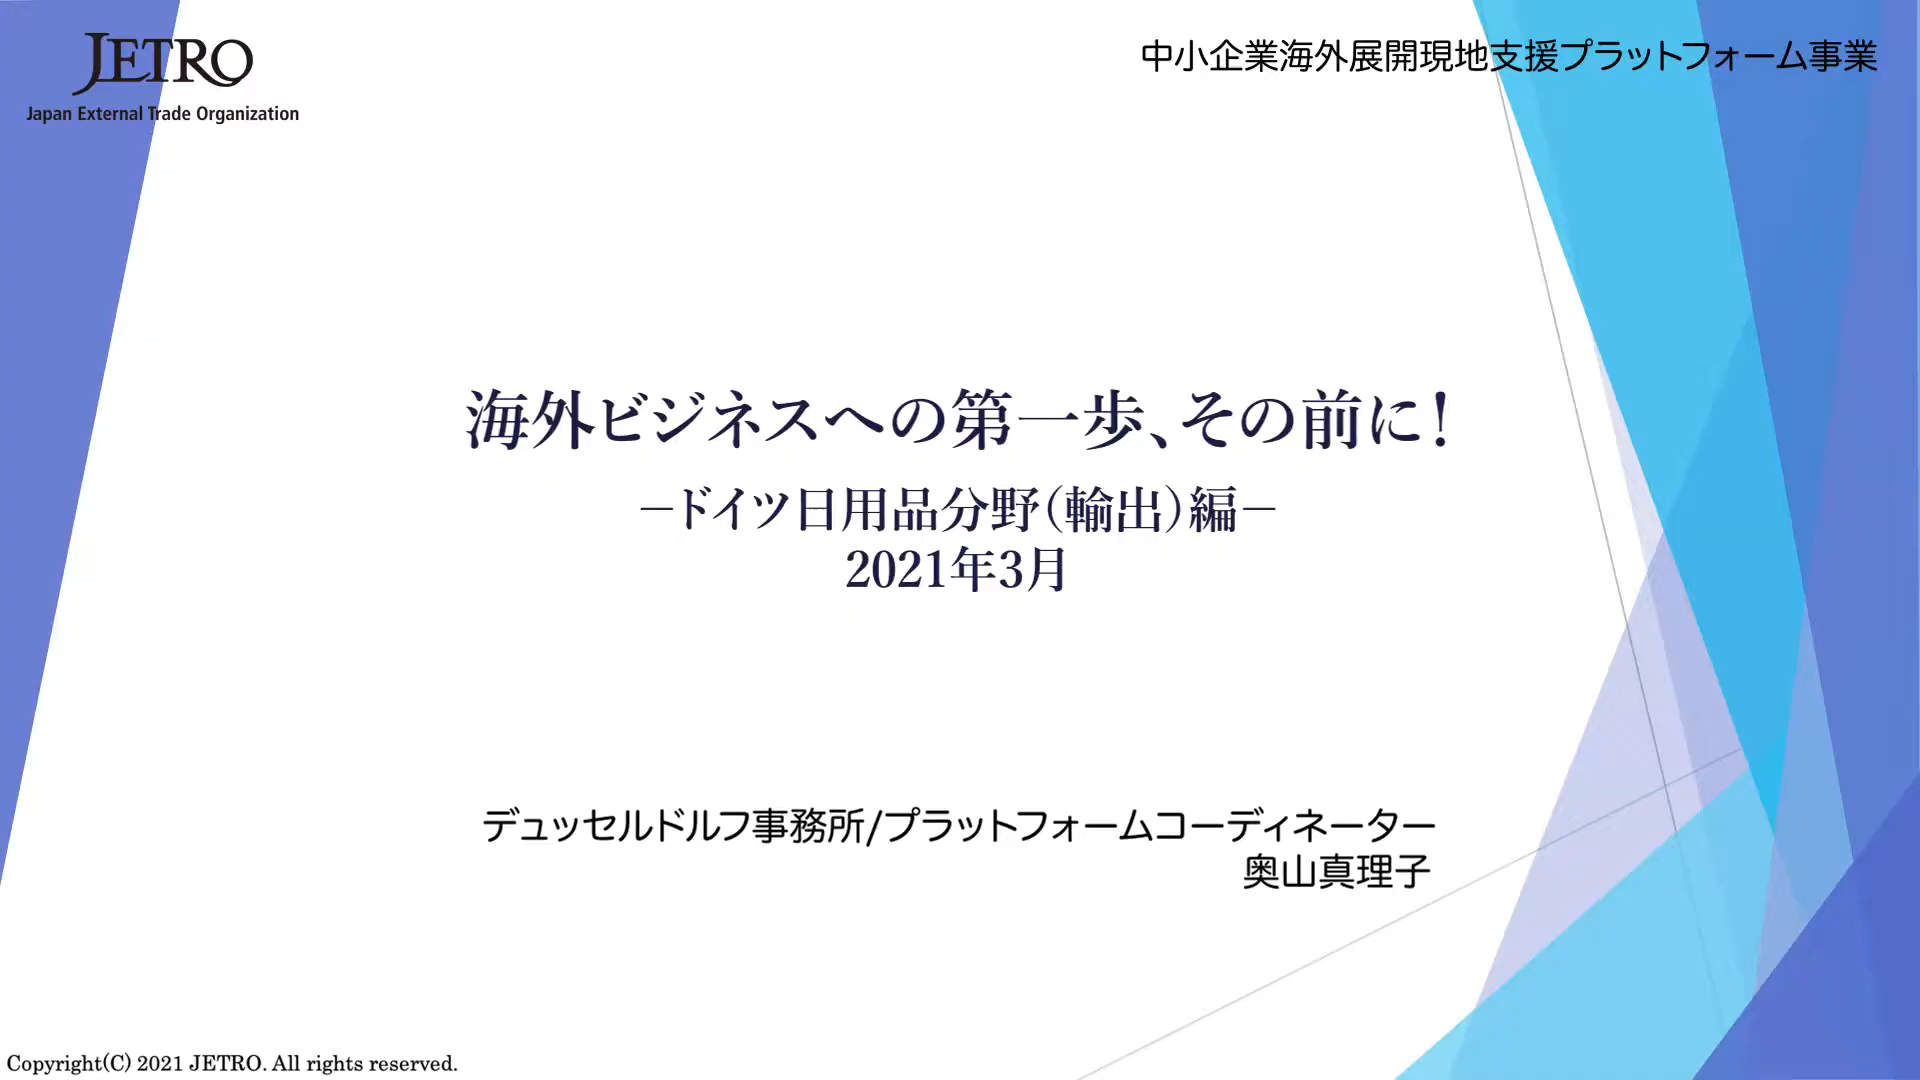 JETRO
Japan External Trade Organization
中小企業海外展開現地支援プラットフォーム事業
海外ビジネスへの第一歩、その前に!
－ドイツ日用品分野(輸出)編－
2021年3月
デュッセルドルフ事務所/プラットフォームコーディネーター
奥山真理子
Copyright(C) 2021 JETRO. All rights reserved.